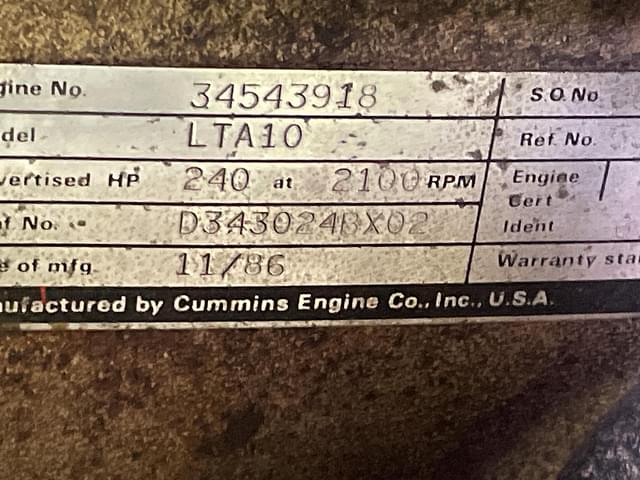 gine No. 34543918 S.O. No
del LTA10 Ref. No.
vertised HP 240 at 2100 RPM Engine
Cert
f No. D343024BX02 Ident
e of mfg. 11/86 Warranty sta
nufactured by Cummins Engine Co., Inc., U.S.A.